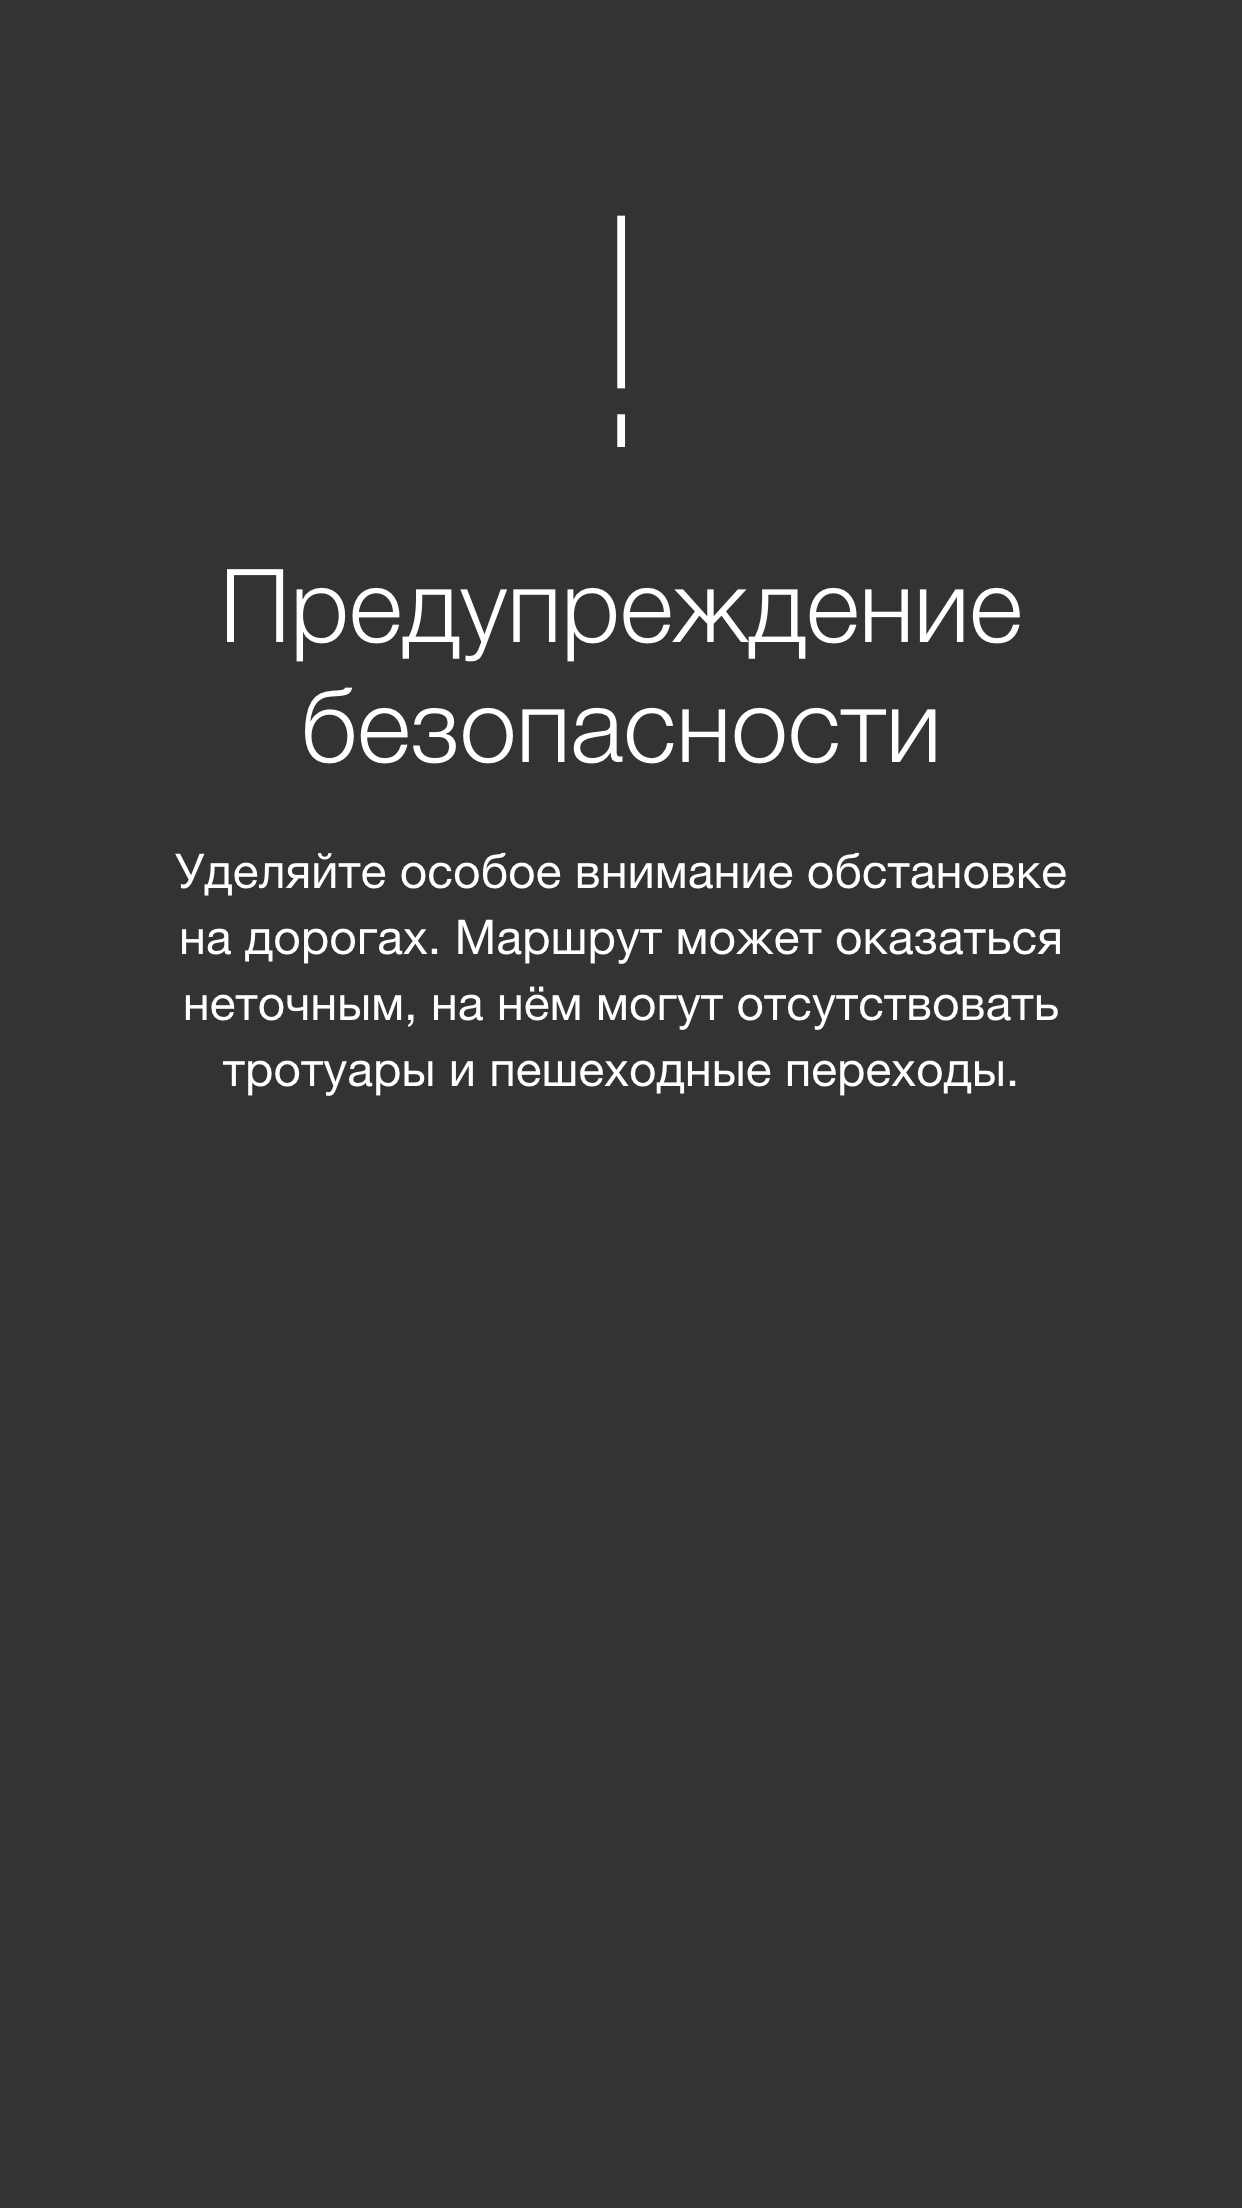 Предупреждение
безопасности
Уделяйте особое внимание обстановке
на дорогах. Маршрут может оказаться
неточным, на нём могут отсутствовать
тротуары и пешеходные переходы.